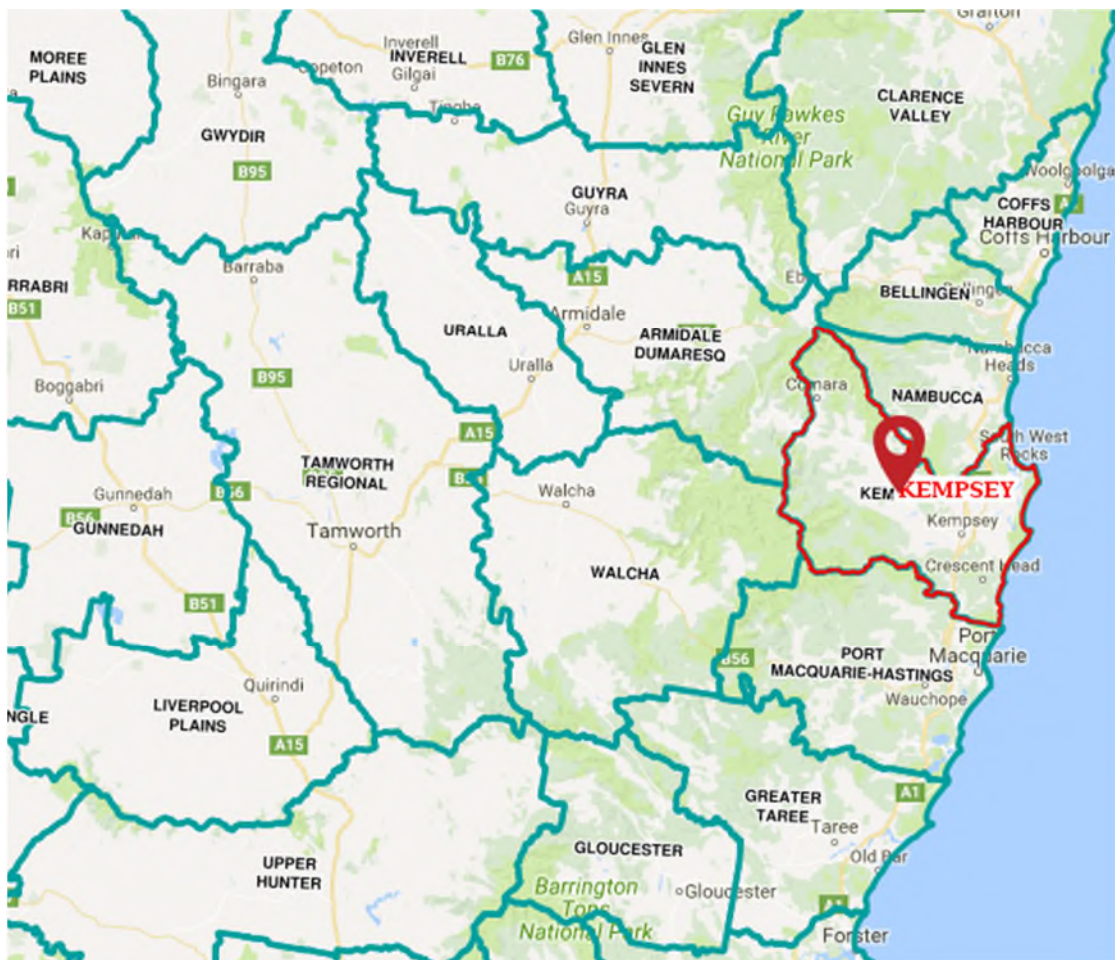 Grafton
MOREE
PLAINS
Inverell
INVERELL
Gilgai
B76
Glen Innes
GLEN
INNES
SEVERN
Bingara
Copeton
Tingha
CLARENCE
VALLEY
Guy Fawkes
River
National Park
GWYDIR
B95
Woolgoolga
GUYRA
Guyra
COFFS
HARBOUR
Coffs Harbour
Barraba
A15
Ebor
BELLINGEN
Bellingen
B51
URALLA
Armidale
ARMIDALE
DUMARESQ
Nambucca
Heads
Uralla
B95
Boggabri
Comara
NAMBUCCA
A15
South West
Rocks
TAMWORTH
REGIONAL
Gunnedah
B56
Walcha
KEM
KEMPSEY
B56
GUNNEDAH
Tamworth
Kempsey
WALCHA
Crescent Head
B51
Port
Macquarie
B56
PORT
MACQUARIE-HASTINGS
Wauchope
Quirindi
LIVERPOOL
PLAINS
NGLE
A15
GREATER
TAREE
A1
Taree
GLOUCESTER
Old Bar
UPPER
HUNTER
Barrington
Tops
National Park
Gloucester
A1
Forster